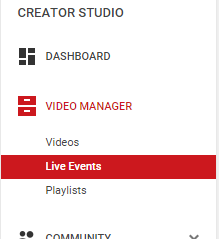 CREATOR STUDIO
DASHBOARD
VIDEO MANAGER
Videos
Live Events
Playlists
COMMUNITY